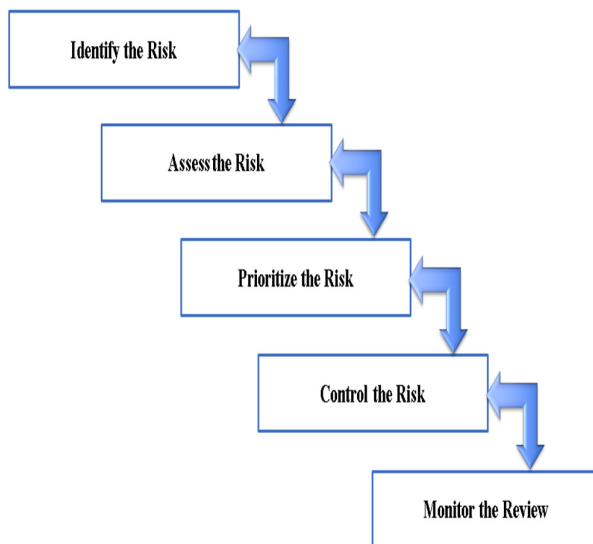 Identify the Risk
Assess the Risk
Prioritize the Risk
Control the Risk
Monitor the Review